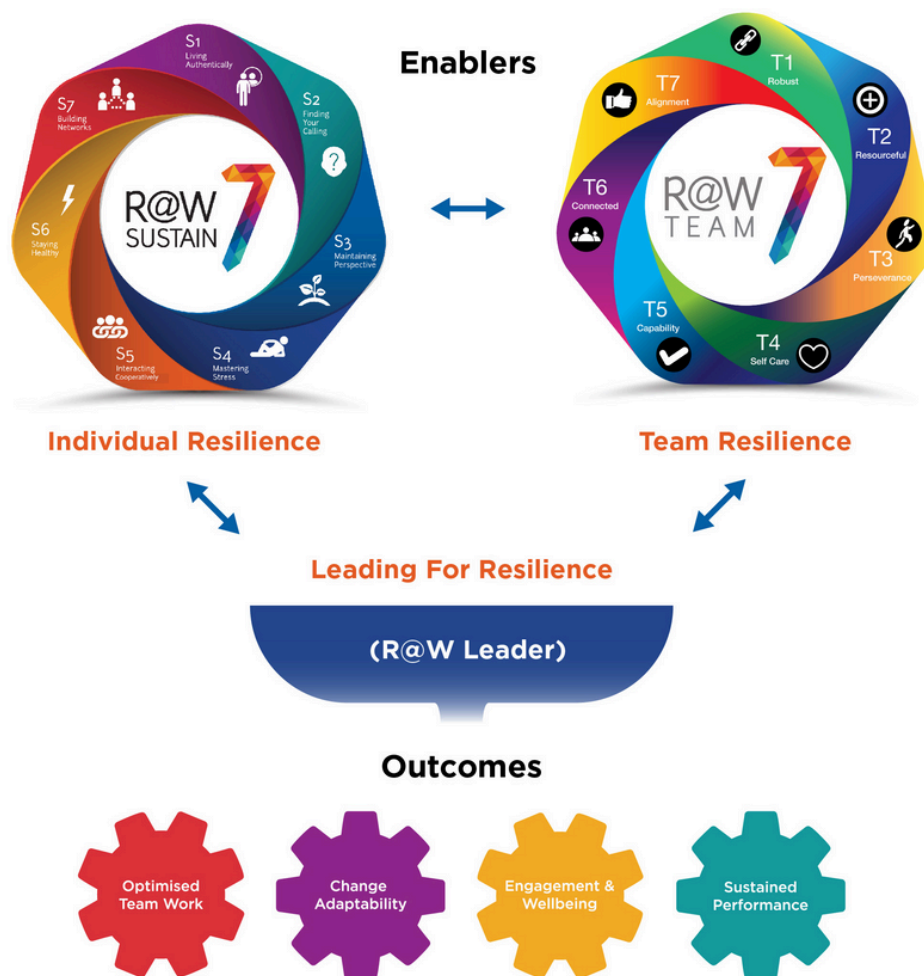 Enablers
S1
Living
Authentically
S2
Finding
Your
Calling
S3
Maintaining
Perspective
S4
Mastering
Stress
S5
Interacting
Cooperatively
S6
Staying
Healthy
S7
Building
Networks
R@W
SUSTAIN
7
?
T1
Robust
T2
Resourceful
T3
Perseverance
T4
Self Care
T5
Capability
T6
Connected
T7
Alignment
R@W
TEAM
7
Individual Resilience
Team Resilience
Leading For Resilience
(R@W Leader)
Outcomes
Optimised
Team Work
Change
Adaptability
Engagement &
Wellbeing
Sustained
Performance